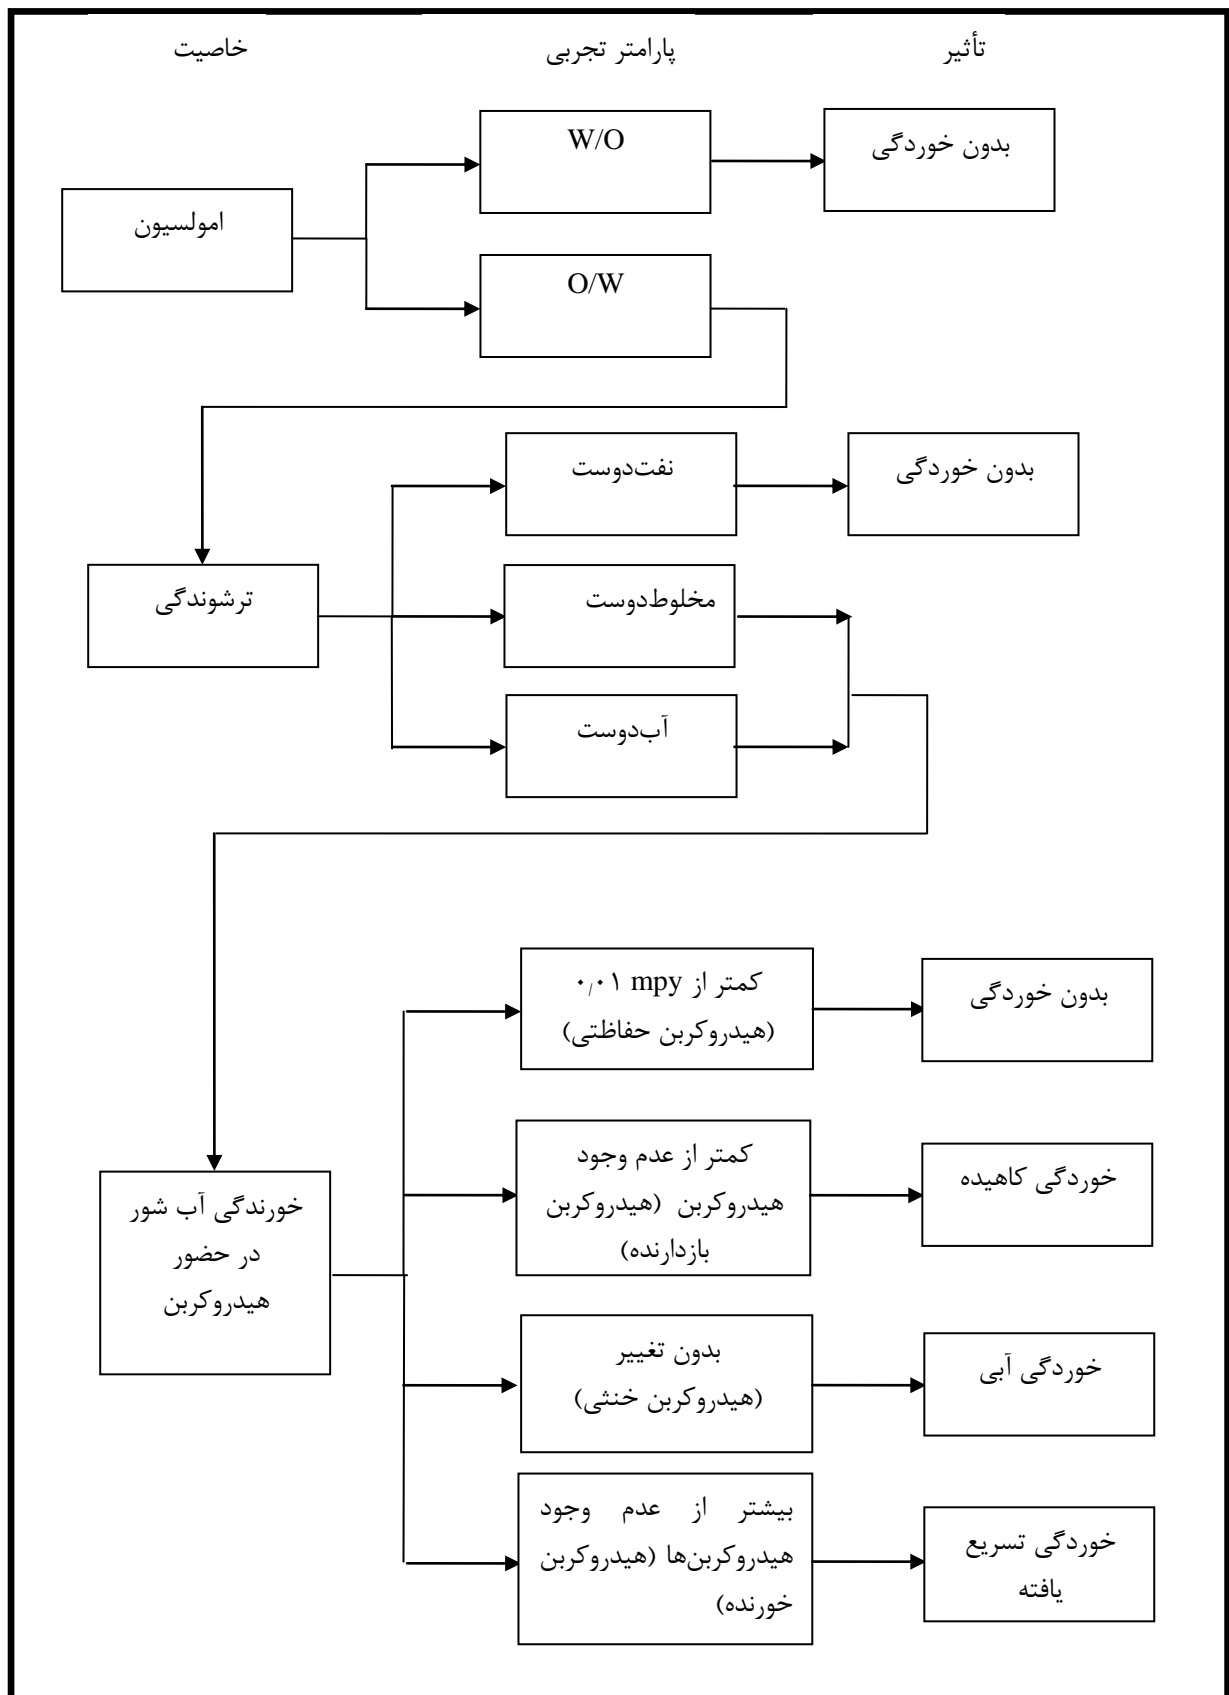 خاصیت
پارامتر تجربی
تأثیر
W/O
بدون خوردگی
امولسیون
O/W
نفت‌دوست
بدون خوردگی
ترشوندگی
مخلوط‌دوست
آب‌دوست
کمتر از ۰٫۰۱ mpy
(هیدروکربن حفاظتی)
بدون خوردگی
کمتر از عدم وجود
هیدروکربن (هیدروکربن
بازدارنده)
خوردگی کاهیده
خورندگی آب شور
در حضور
هیدروکربن
بدون تغییر
(هیدروکربن خنثی)
خوردگی آبی
بیشتر از عدم وجود
هیدروکربن‌ها (هیدروکربن
خورنده)
خوردگی تسریع
یافته